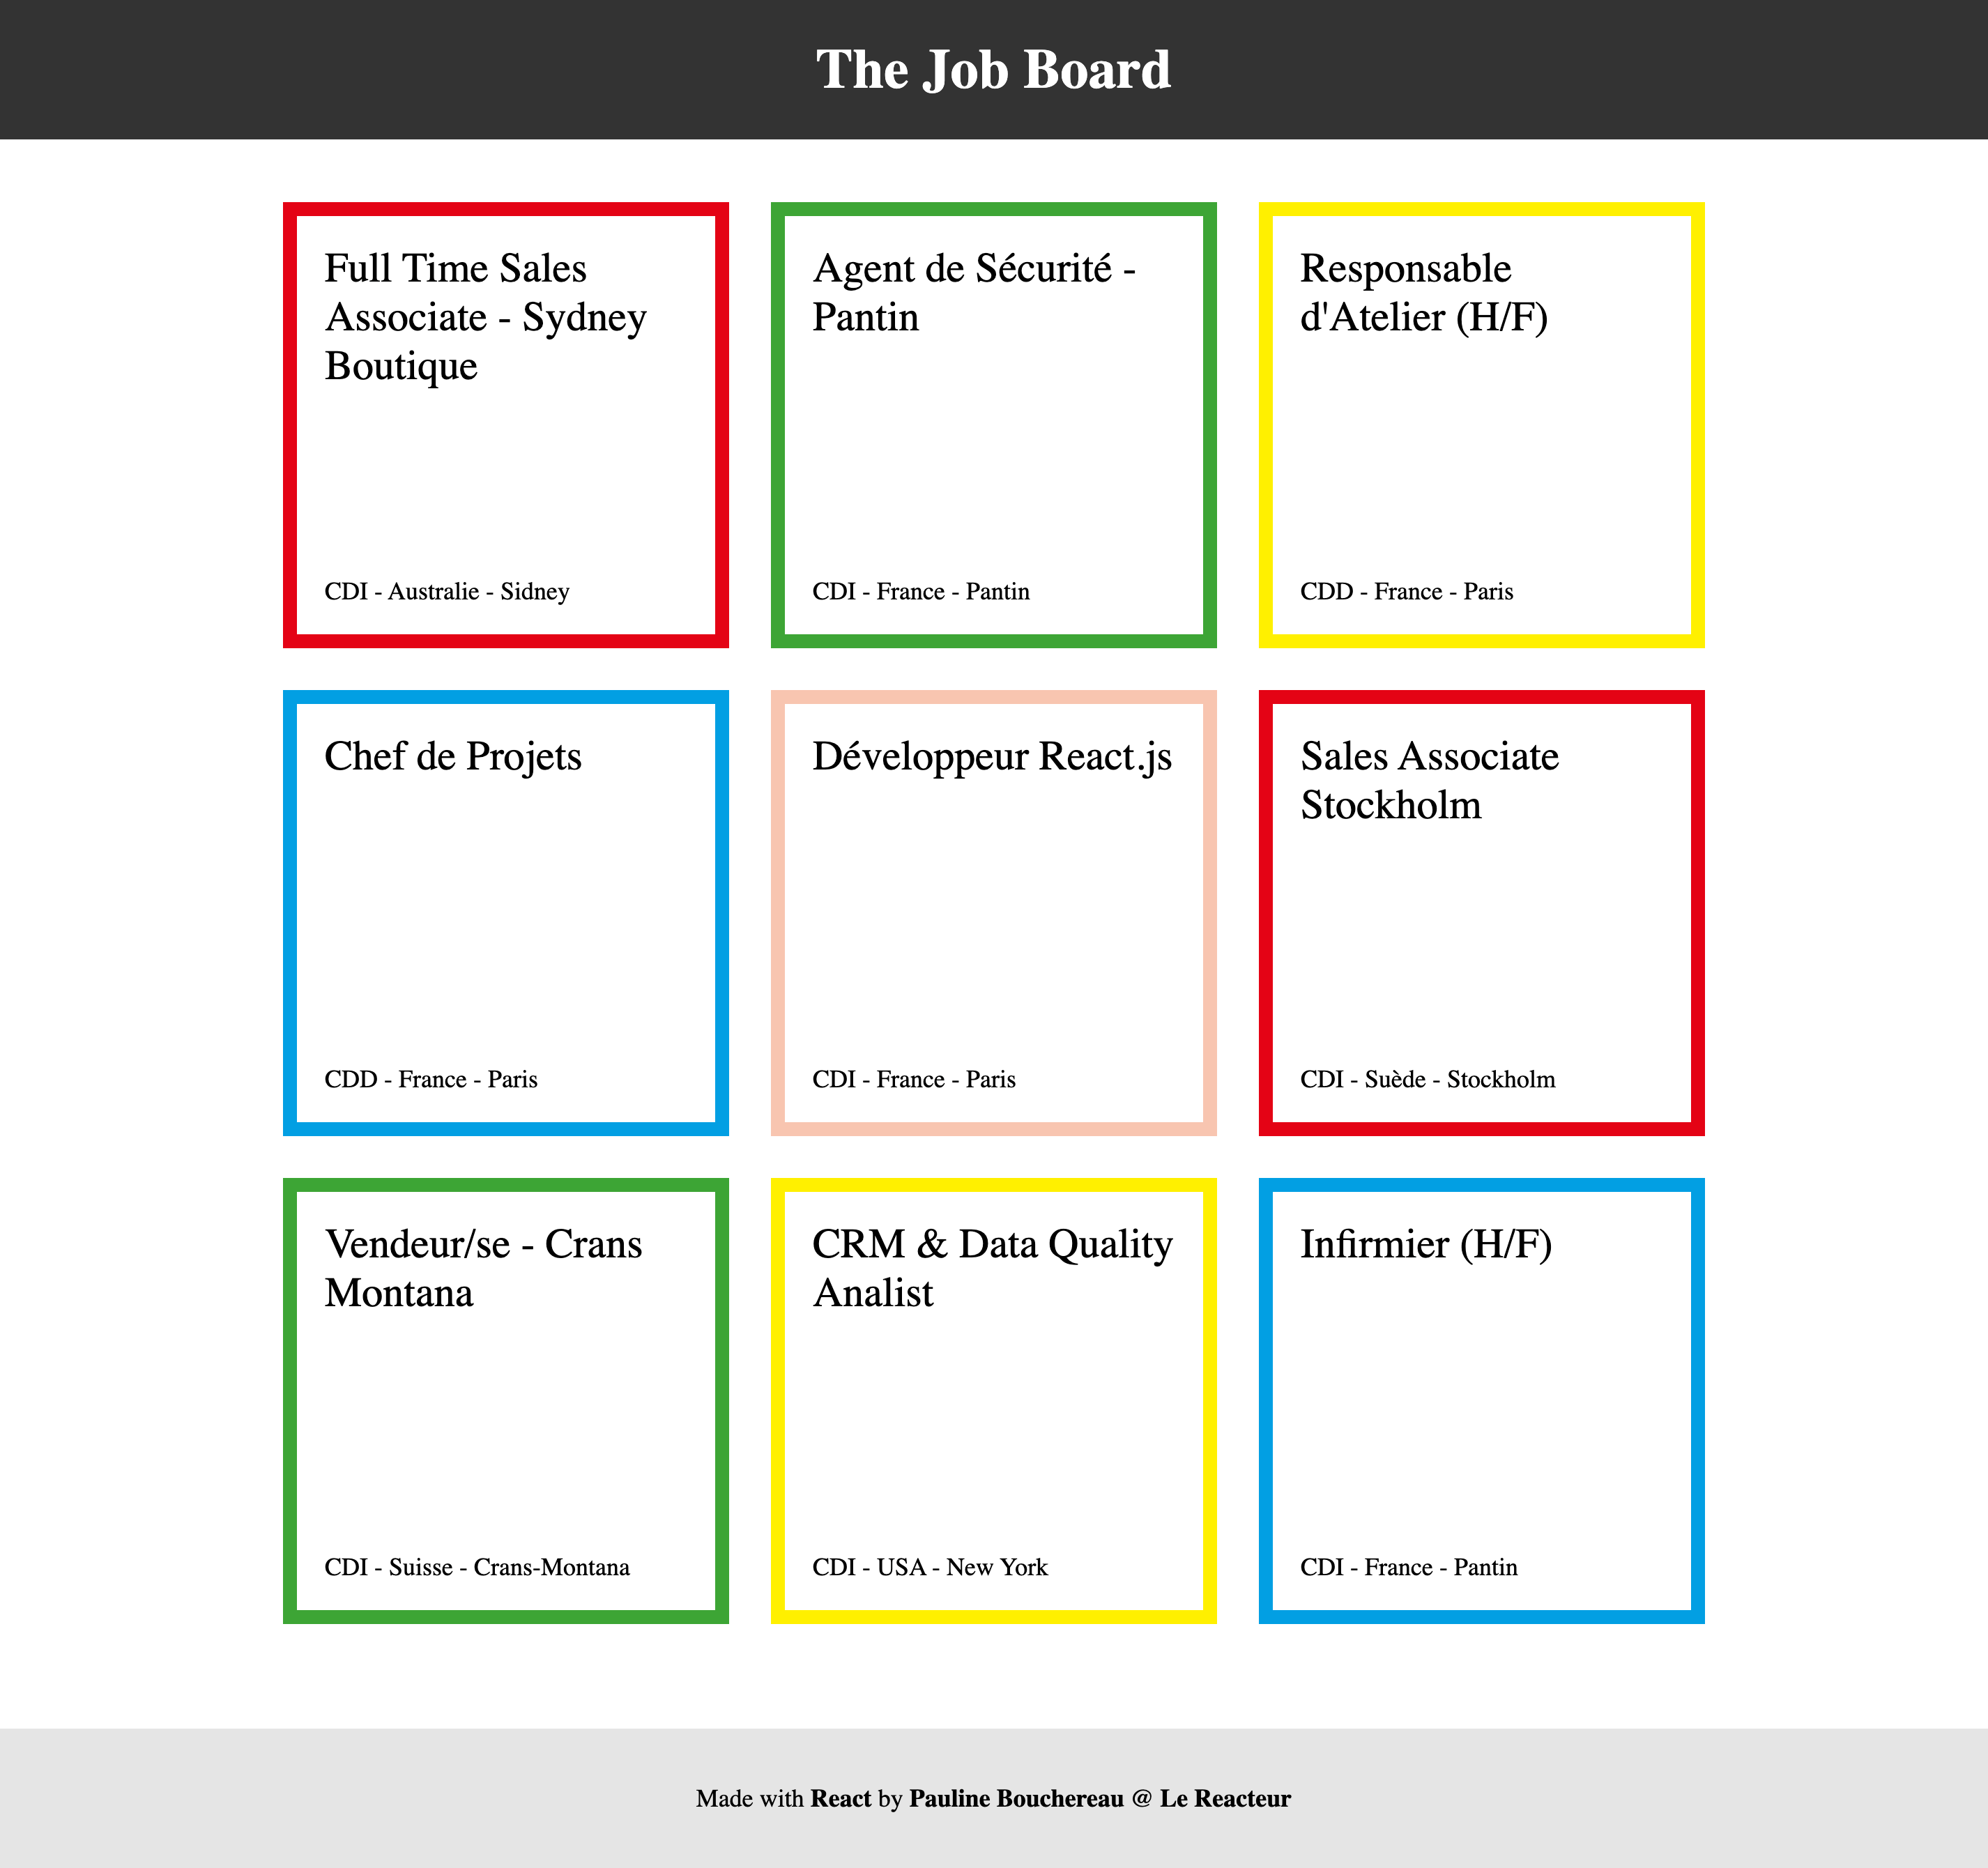 The Job Board
Full Time Sales
Associate - Sydney
Boutique
CDI - Australie - Sidney
Agent de Sécurité -
Pantin
CDI - France - Pantin
Responsable
d'Atelier (H/F)
CDD - France - Paris
Chef de Projets
CDD - France - Paris
Développeur React.js
CDI - France - Paris
Sales Associate
Stockholm
CDI - Suède - Stockholm
Vendeur/se - Crans
Montana
CDI - Suisse - Crans-Montana
CRM & Data Quality
Analist
CDI - USA - New York
Infirmier (H/F)
CDI - France - Pantin
Made with React by Pauline Bouchereau @ Le Reacteur